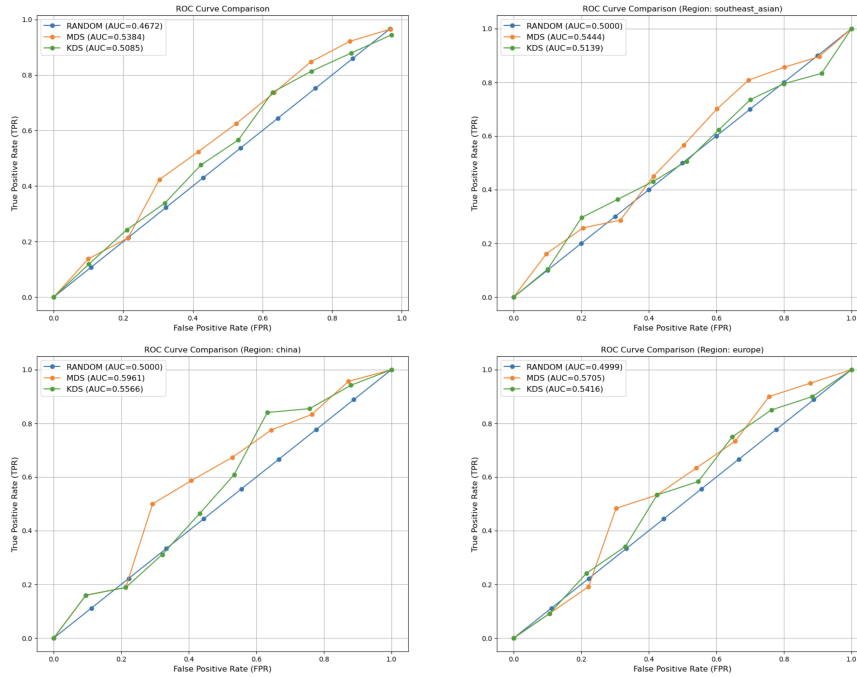 ROC Curve Comparison
RANDOM (AUC=0.4672)
MDS (AUC=0.5384)
KDS (AUC=0.5085)
True Positive Rate (TPR)
1.0
0.8
0.6
0.4
0.2
0.0
0.0 0.2 0.4 0.6 0.8 1.0
False Positive Rate (FPR)
ROC Curve Comparison (Region: southeast_asian)
RANDOM (AUC=0.5000)
MDS (AUC=0.5444)
KDS (AUC=0.5139)
True Positive Rate (TPR)
1.0
0.8
0.6
0.4
0.2
0.0
0.0 0.2 0.4 0.6 0.8 1.0
False Positive Rate (FPR)
ROC Curve Comparison (Region: china)
RANDOM (AUC=0.5000)
MDS (AUC=0.5961)
KDS (AUC=0.5566)
True Positive Rate (TPR)
1.0
0.8
0.6
0.4
0.2
0.0
0.0 0.2 0.4 0.6 0.8 1.0
False Positive Rate (FPR)
ROC Curve Comparison (Region: europe)
RANDOM (AUC=0.4999)
MDS (AUC=0.5705)
KDS (AUC=0.5416)
True Positive Rate (TPR)
1.0
0.8
0.6
0.4
0.2
0.0
0.0 0.2 0.4 0.6 0.8 1.0
False Positive Rate (FPR)